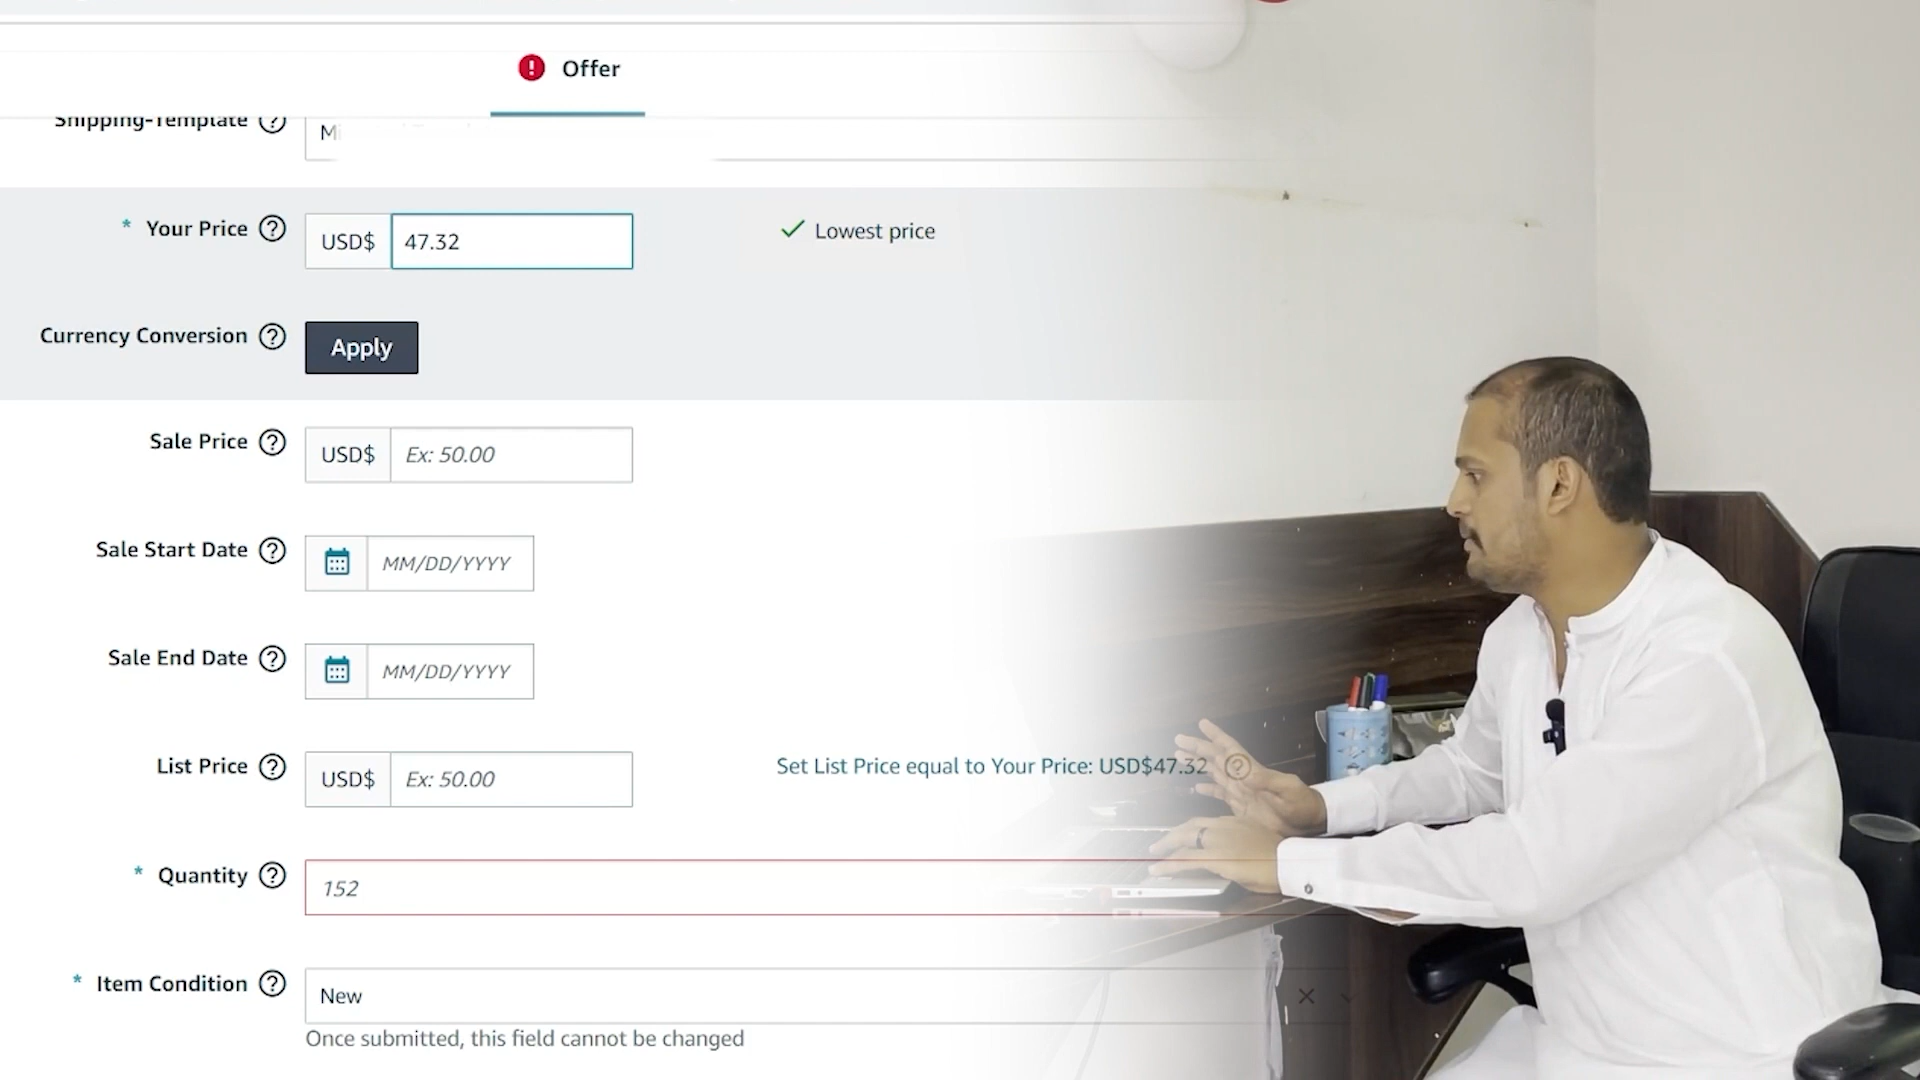 Offer
Shipping-Template
Your Price USD$ 47.32 Lowest price
Currency Conversion Apply
Sale Price USD$ Ex: 50.00
Sale Start Date MM/DD/YYYY
Sale End Date MM/DD/YYYY
List Price USD$ Ex: 50.00 Set List Price equal to Your Price: USD$47.32
* Quantity 152
* Item Condition New
Once submitted, this field cannot be changed